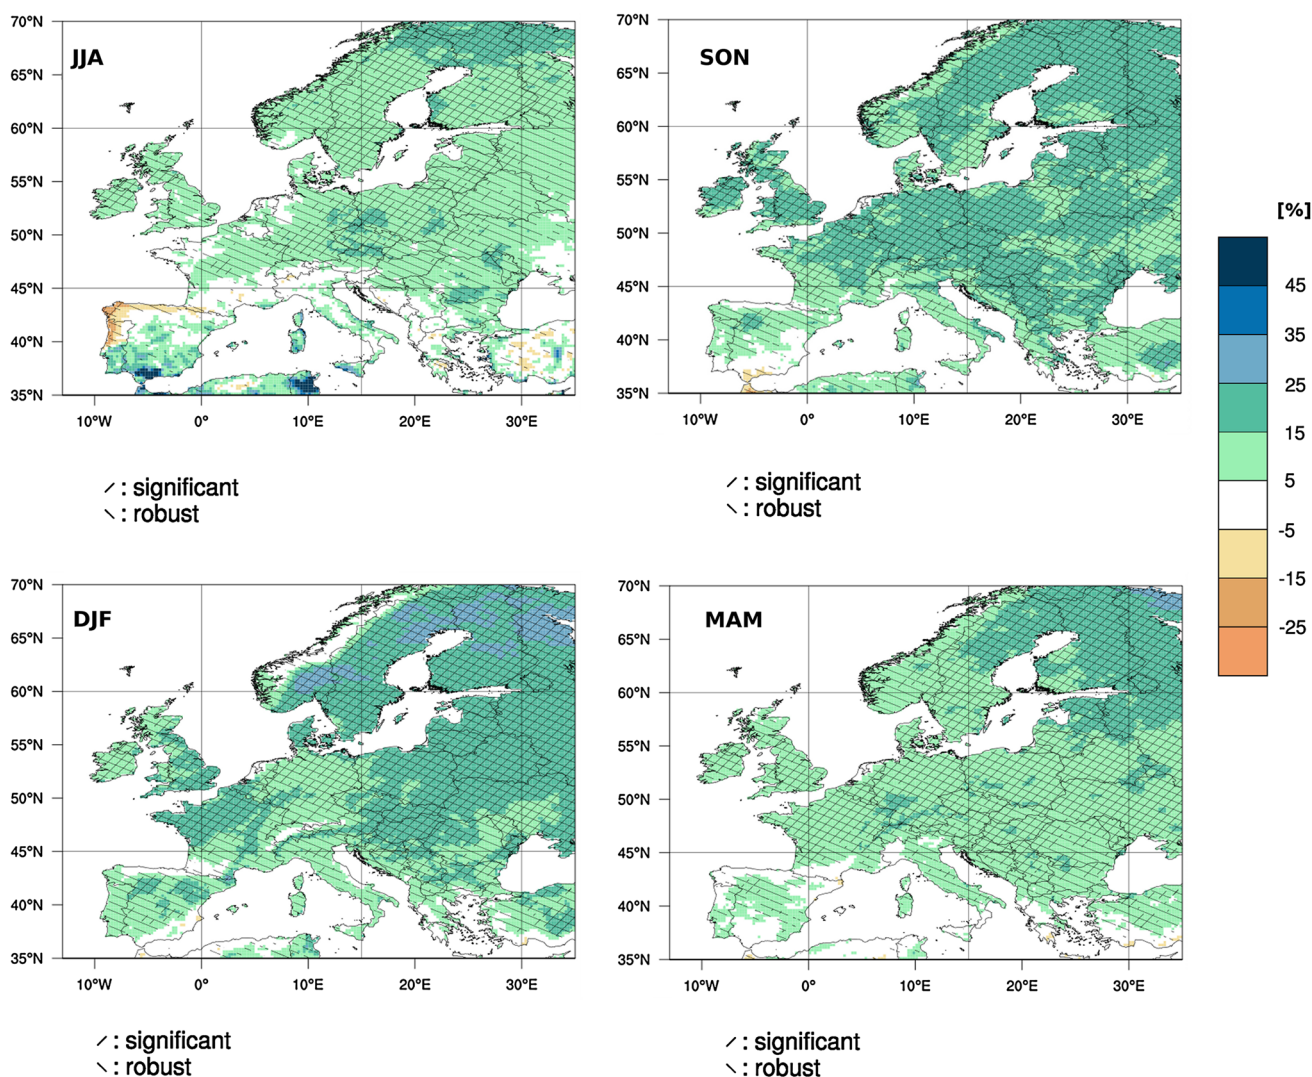 70°N
65°N
60°N
55°N
50°N
45°N
40°N
35°N
JJA
10°W 0° 10°E 20°E 30°E
/ : significant
\ : robust
70°N
65°N
60°N
55°N
50°N
45°N
40°N
35°N
SON
10°W 0° 10°E 20°E 30°E
/ : significant
\ : robust
[%]
45
35
25
15
5
-5
-15
-25
70°N
65°N
60°N
55°N
50°N
45°N
40°N
35°N
DJF
10°W 0° 10°E 20°E 30°E
/ : significant
\ : robust
70°N
65°N
60°N
55°N
50°N
45°N
40°N
35°N
MAM
10°W 0° 10°E 20°E 30°E
/ : significant
\ : robust